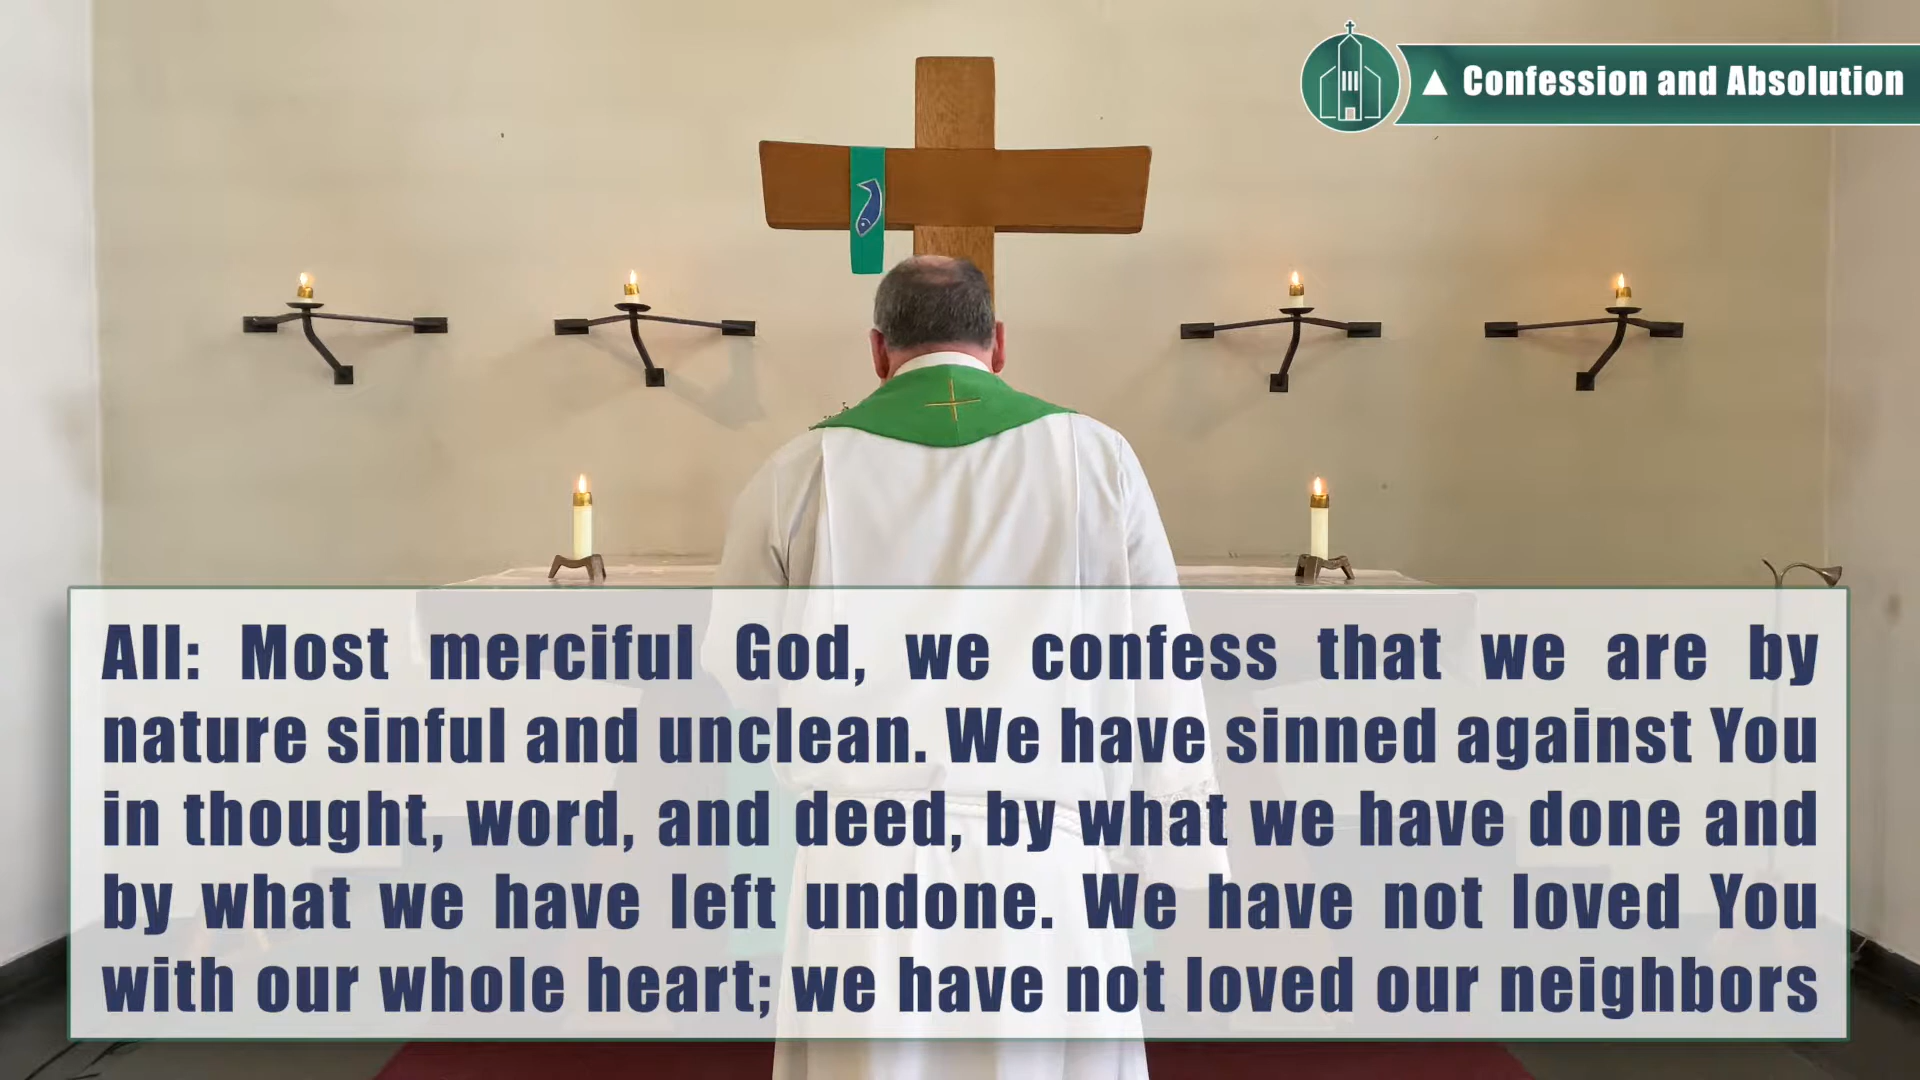 ▲ Confession and Absolution
All: Most merciful God, we confess that we are by
nature sinful and unclean. We have sinned against You
in thought, word, and deed, by what we have done and
by what we have left undone. We have not loved You
with our whole heart; we have not loved our neighbors